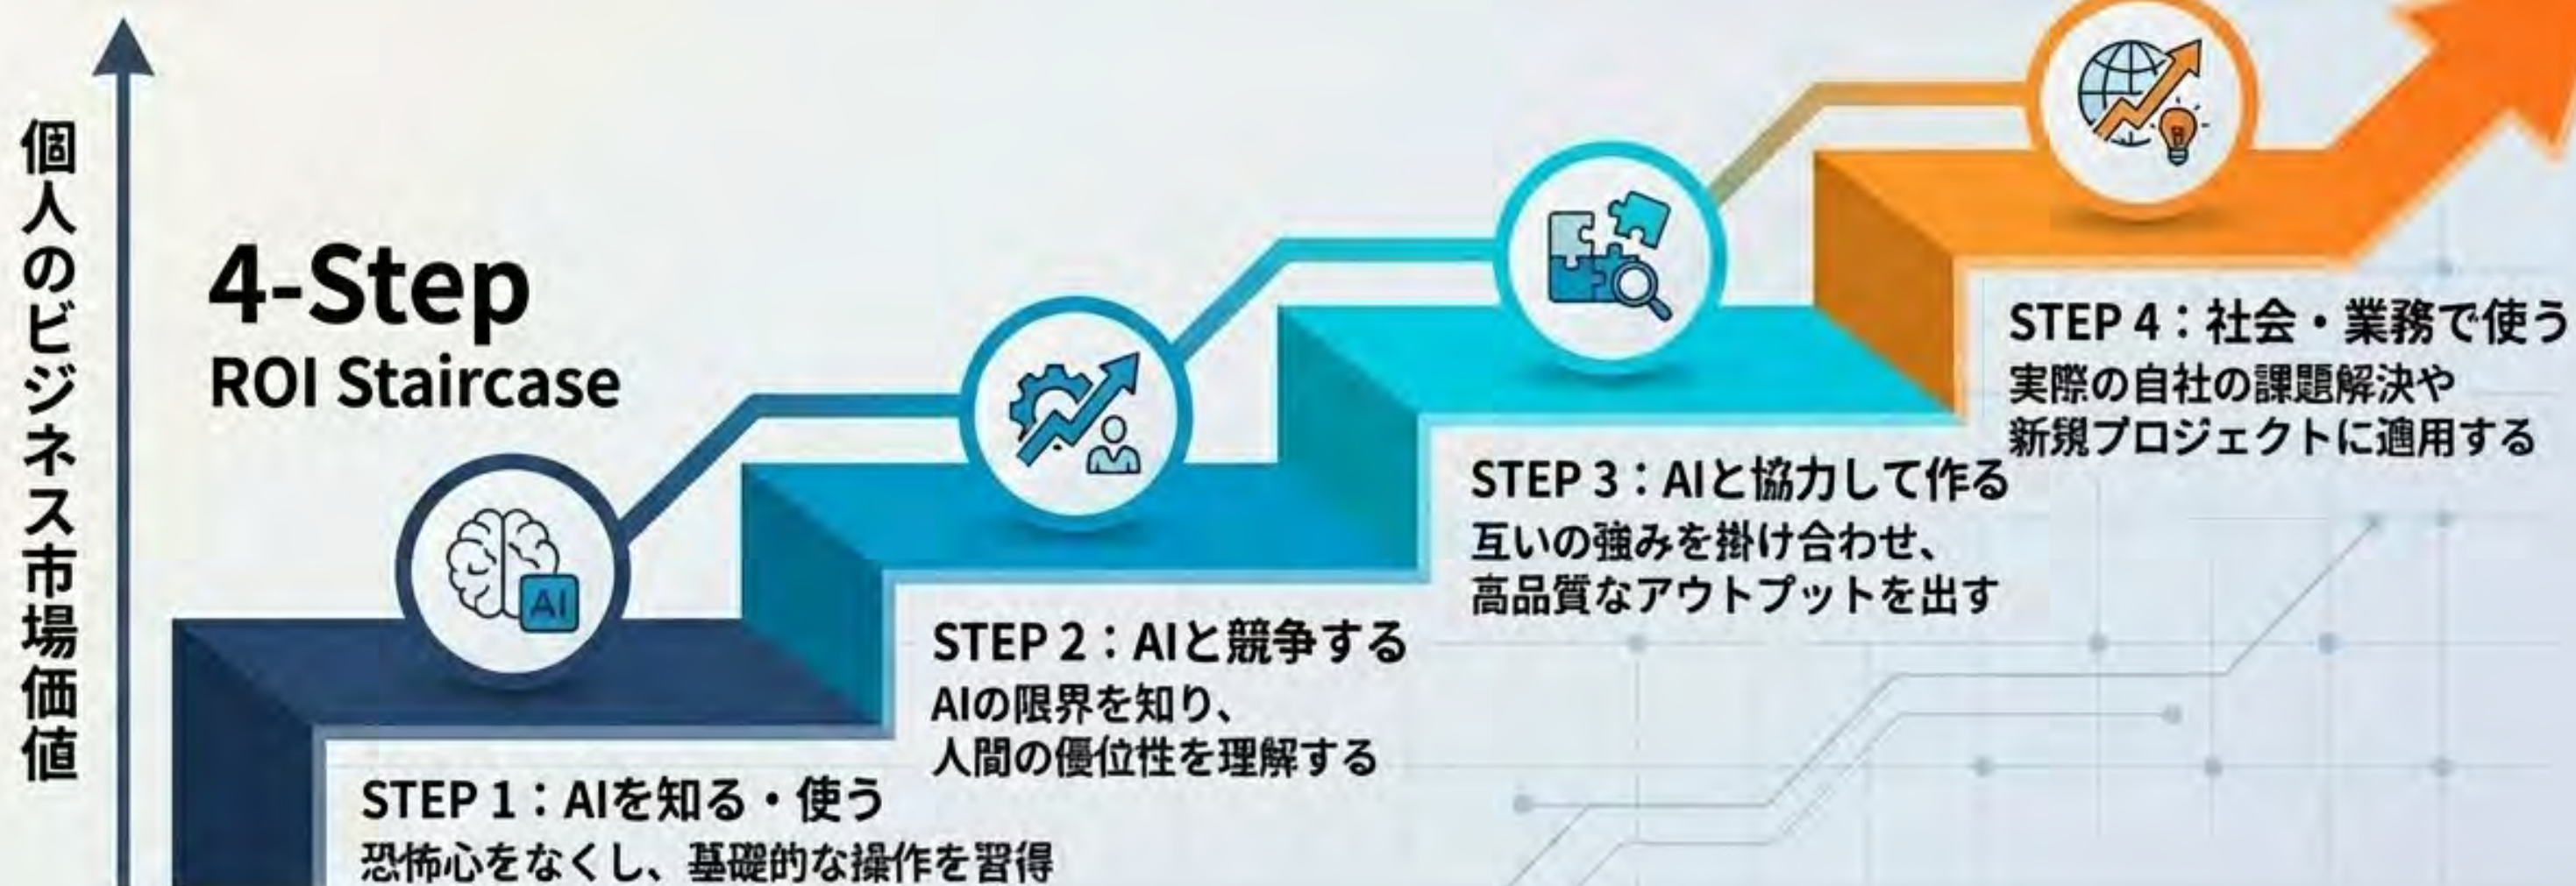 個人のビジネス市場価値
4-Step
ROI Staircase
AI
STEP 1：AIを知る・使う
恐怖心をなくし、基礎的な操作を習得
STEP 2：AIと競争する
AIの限界を知り、
人間の優位性を理解する
STEP 3：AIと協力して作る
互いの強みを掛け合わせ、
高品質なアウトプットを出す
STEP 4：社会・業務で使う
実際の自社の課題解決や
新規プロジェクトに適用する